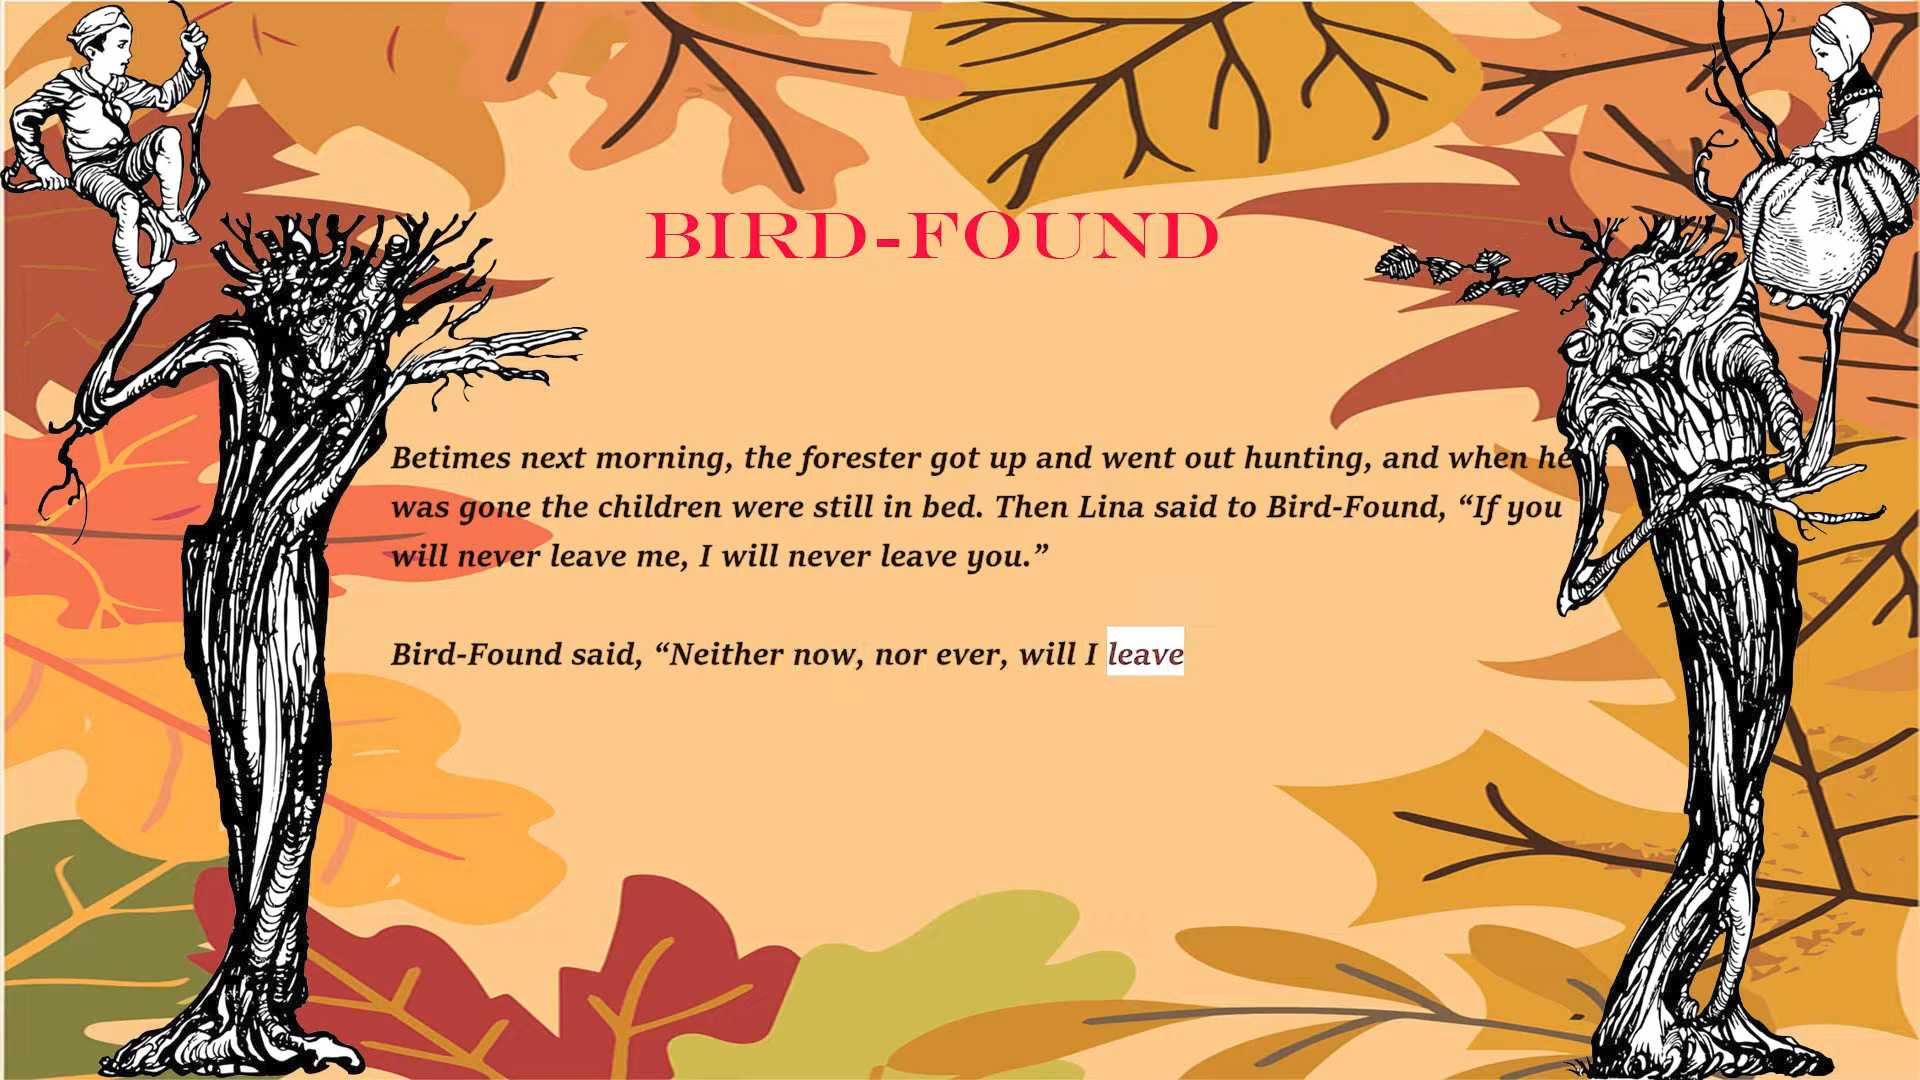 BIRD-FOUND
Betimes next morning, the forester got up and went out hunting, and when he
was gone the children were still in bed. Then Lina said to Bird-Found, “If you
will never leave me, I will never leave you.”
Bird-Found said, “Neither now, nor ever, will I leave